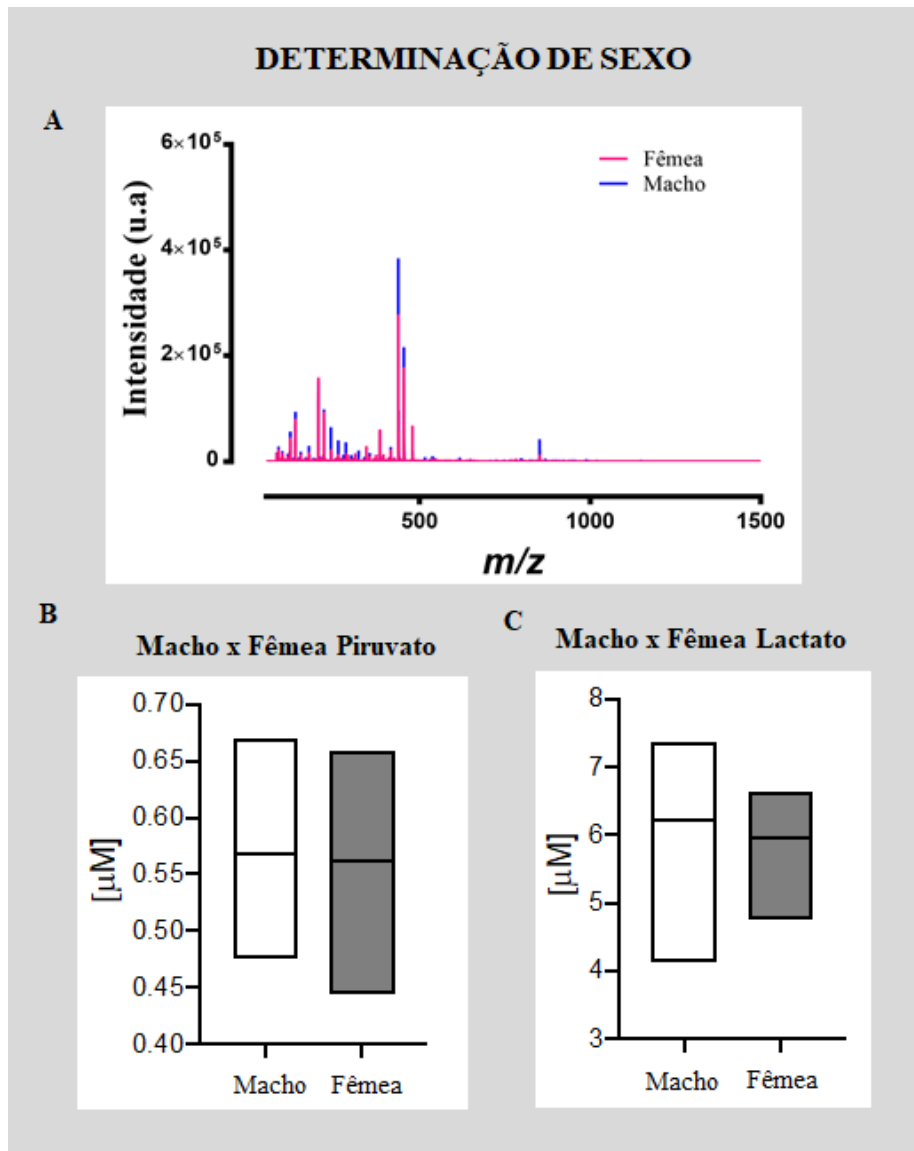 DETERMINAÇÃO DE SEXO
A
6×10⁵
4×10⁵
2×10⁵
0
Intensidade (u.a)
Fêmea
Macho
500
1000
1500
m/z
B
Macho x Fêmea Piruvato
0.70
0.65
0.60
0.55
0.50
0.45
0.40
[µM]
Macho
Fêmea
C
Macho x Fêmea Lactato
8
7
6
5
4
3
[µM]
Macho
Fêmea